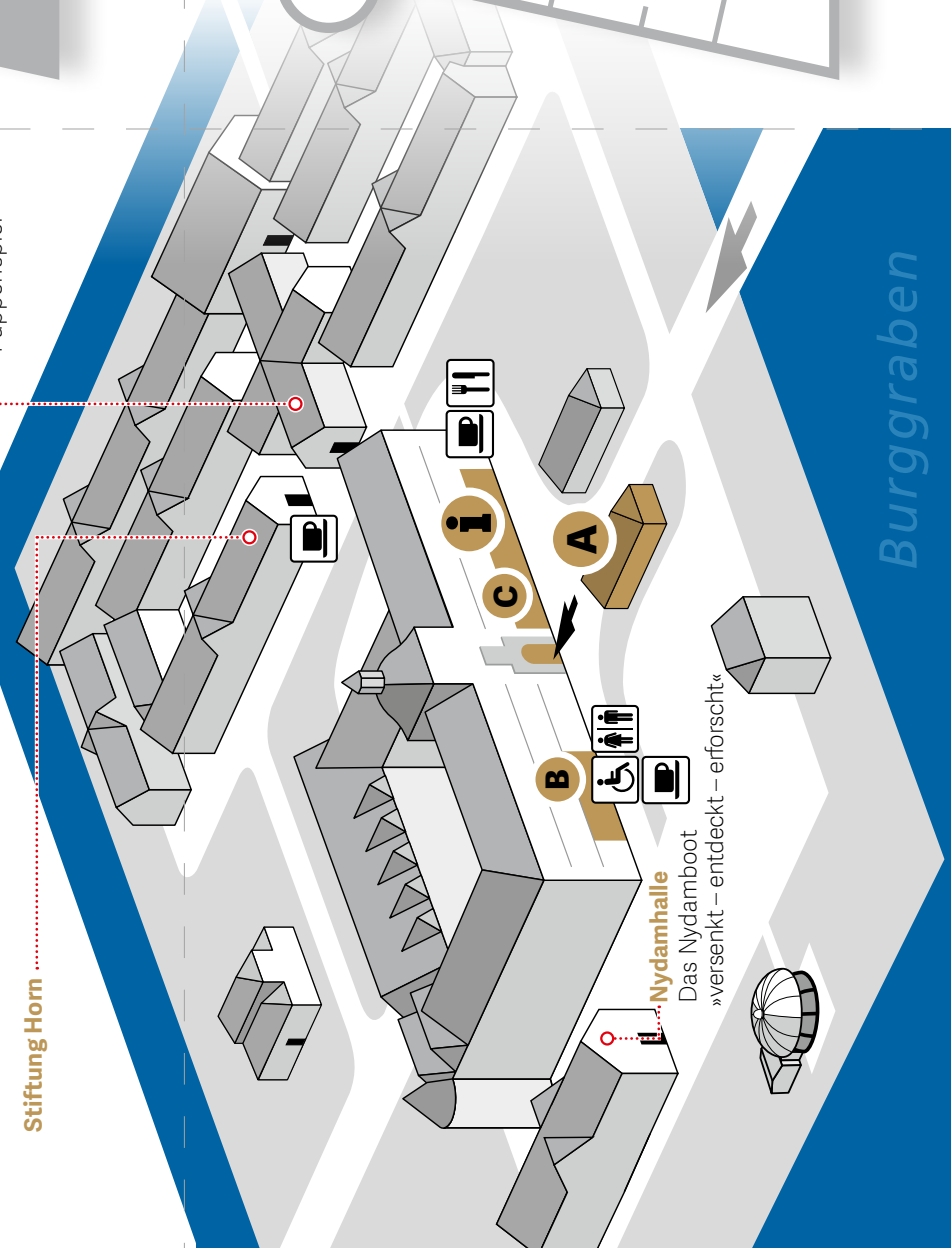 Stiftung Horn
Nydamhalle
Das Nydamboot
»versenkt – entdeckt – erforscht«
B
C
i
A
Burggraben